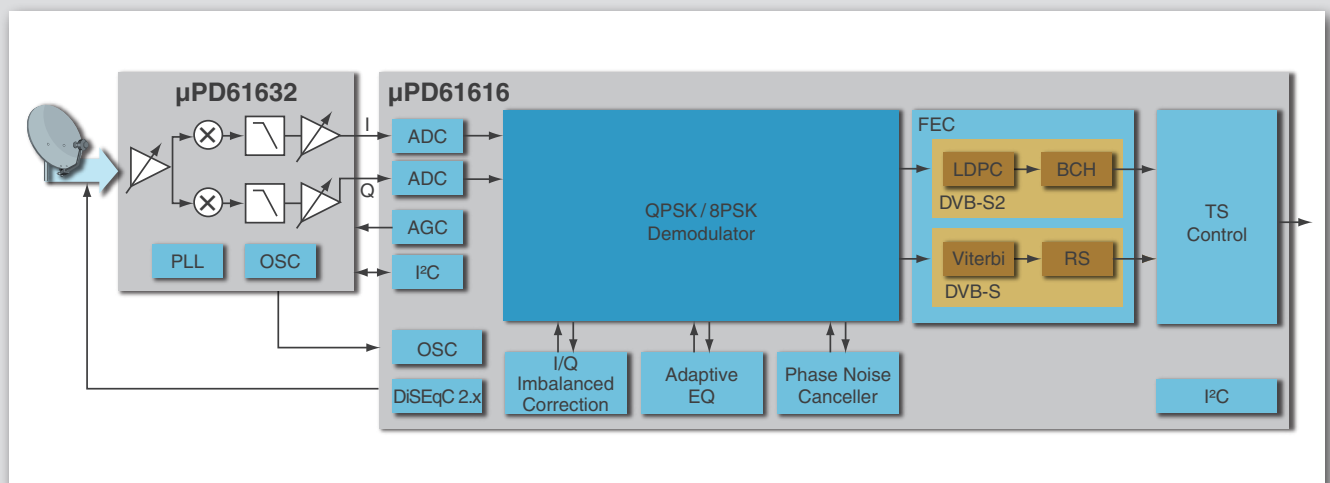 µPD61632
I
Q
PLL
OSC
µPD61616
ADC
ADC
AGC
I²C
OSC
DiSEqC 2.x
QPSK / 8PSK
Demodulator
I/Q
Imbalanced
Correction
Adaptive
EQ
Phase Noise
Canceller
FEC
LDPC
BCH
DVB-S2
Viterbi
RS
DVB-S
TS
Control
I²C